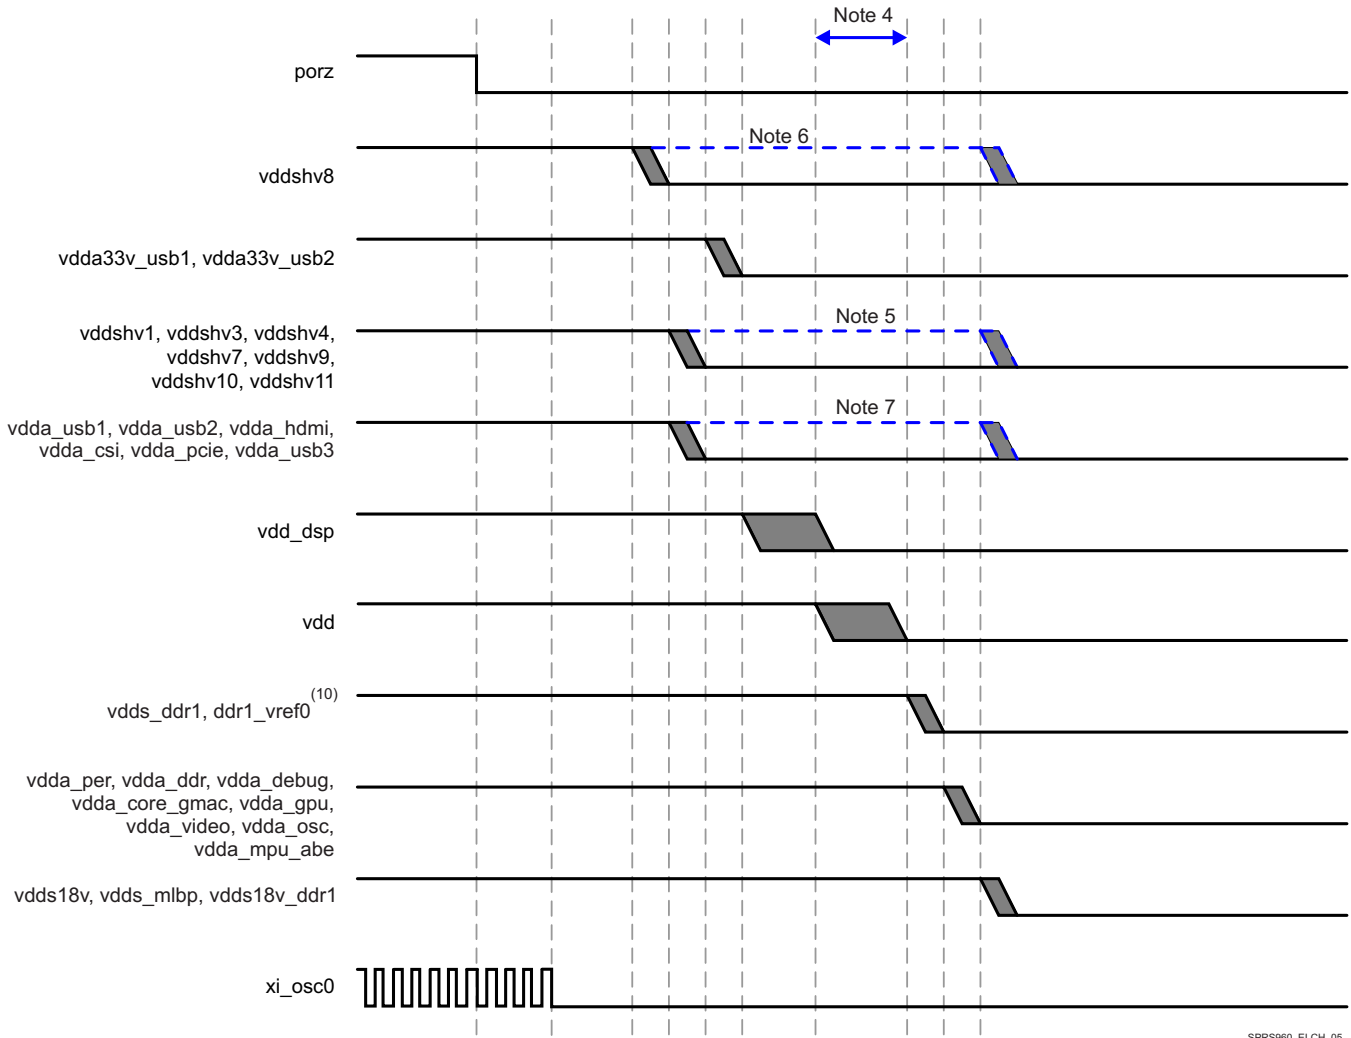 Note 4
porz
Note 6
vddshv8
vdda33v_usb1, vdda33v_usb2
Note 5
vddshv1, vddshv3, vddshv4,
vddshv7, vddshv9,
vddshv10, vddshv11
Note 7
vdda_usb1, vdda_usb2, vdda_hdmi,
vdda_csi, vdda_pcie, vdda_usb3
vdd_dsp
vdd
vdds_ddr1, ddr1_vref0(10)
vdda_per, vdda_ddr, vdda_debug,
vdda_core_gmac, vdda_gpu,
vdda_video, vdda_osc,
vdda_mpu_abe
vdds18v, vdds_mlbp, vdds18v_ddr1
xi_osc0
SPRS960_ELCH_05